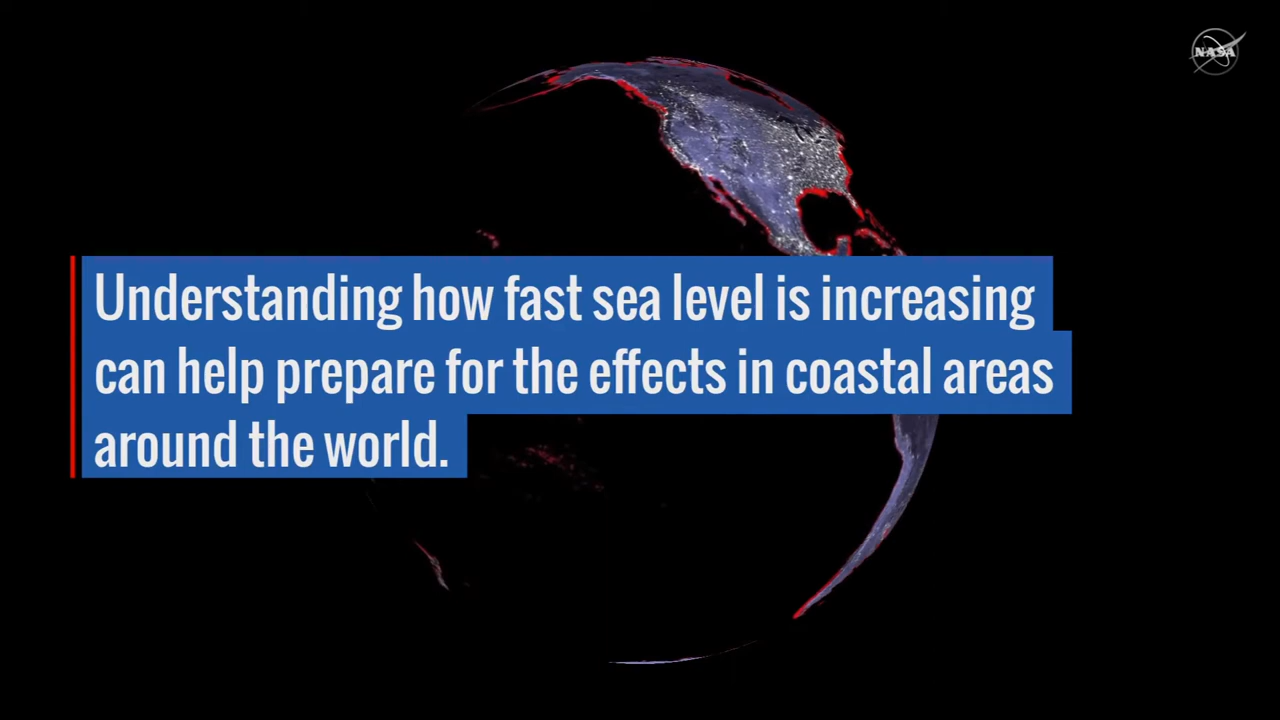 NASA
Understanding how fast sea level is increasing
can help prepare for the effects in coastal areas
around the world.